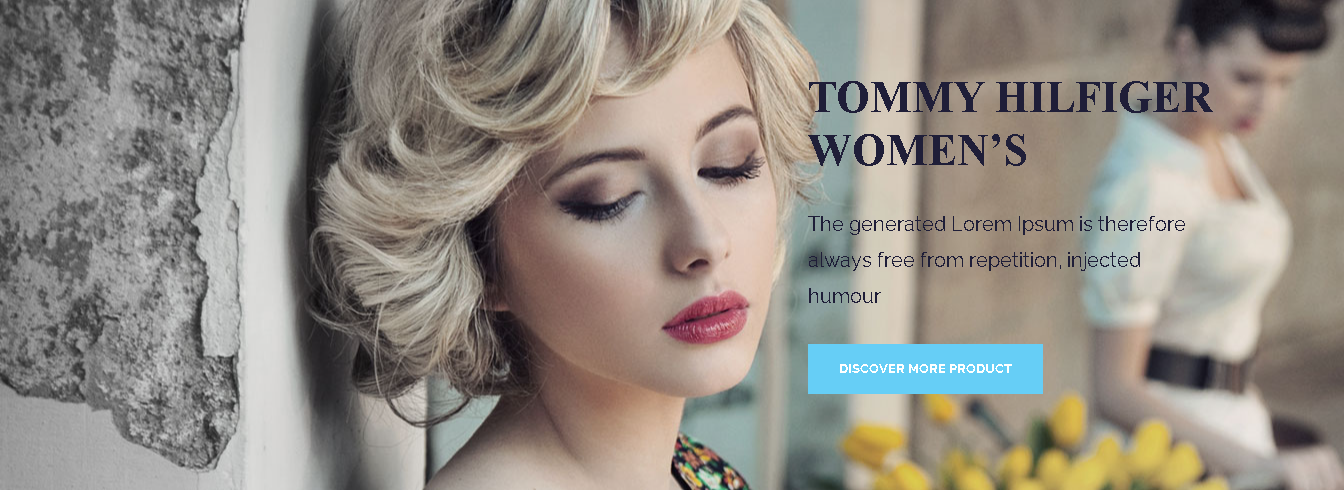 TOMMY HILFIGER
WOMEN’S
The generated Lorem Ipsum is therefore
always free from repetition, injected
humour
DISCOVER MORE PRODUCT